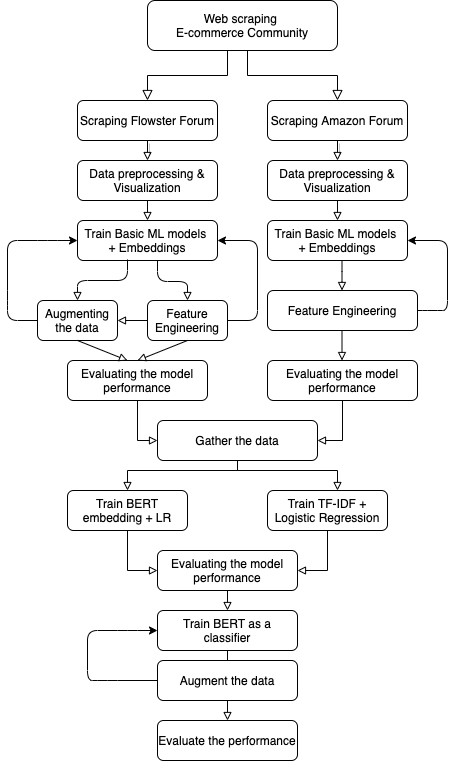 Web scraping
E-commerce Community
Scraping Flowster Forum
Scraping Amazon Forum
Data preprocessing &
Visualization
Data preprocessing &
Visualization
Train Basic ML models
+ Embeddings
Train Basic ML models
+ Embeddings
Augmenting
the data
Feature
Engineering
Feature Engineering
Evaluating the model
performance
Evaluating the model
performance
Gather the data
Train BERT
embedding + LR
Train TF-IDF +
Logistic Regression
Evaluating the model
performance
Train BERT as a
classifier
Augment the data
Evaluate the performance